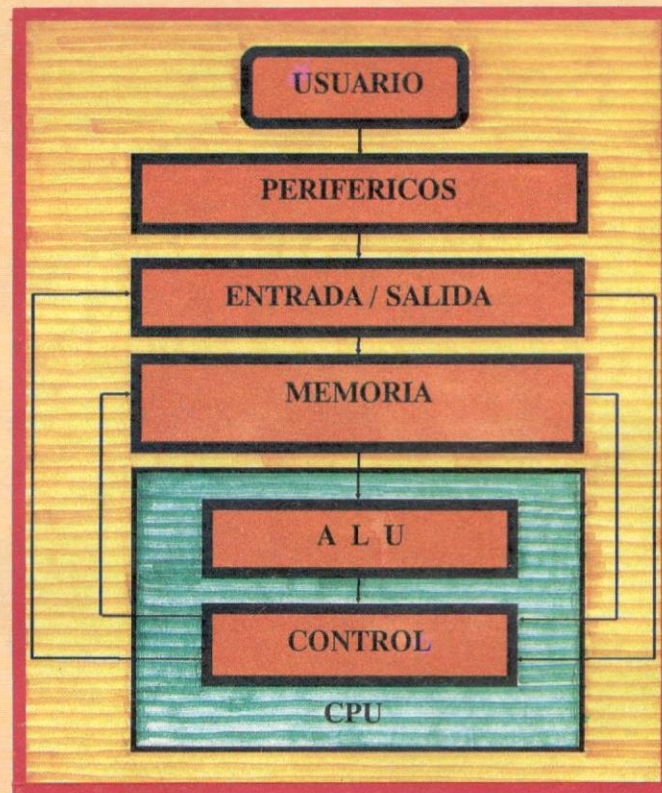 USUARIO
PERIFERICOS
ENTRADA / SALIDA
MEMORIA
A L U
CONTROL
CPU